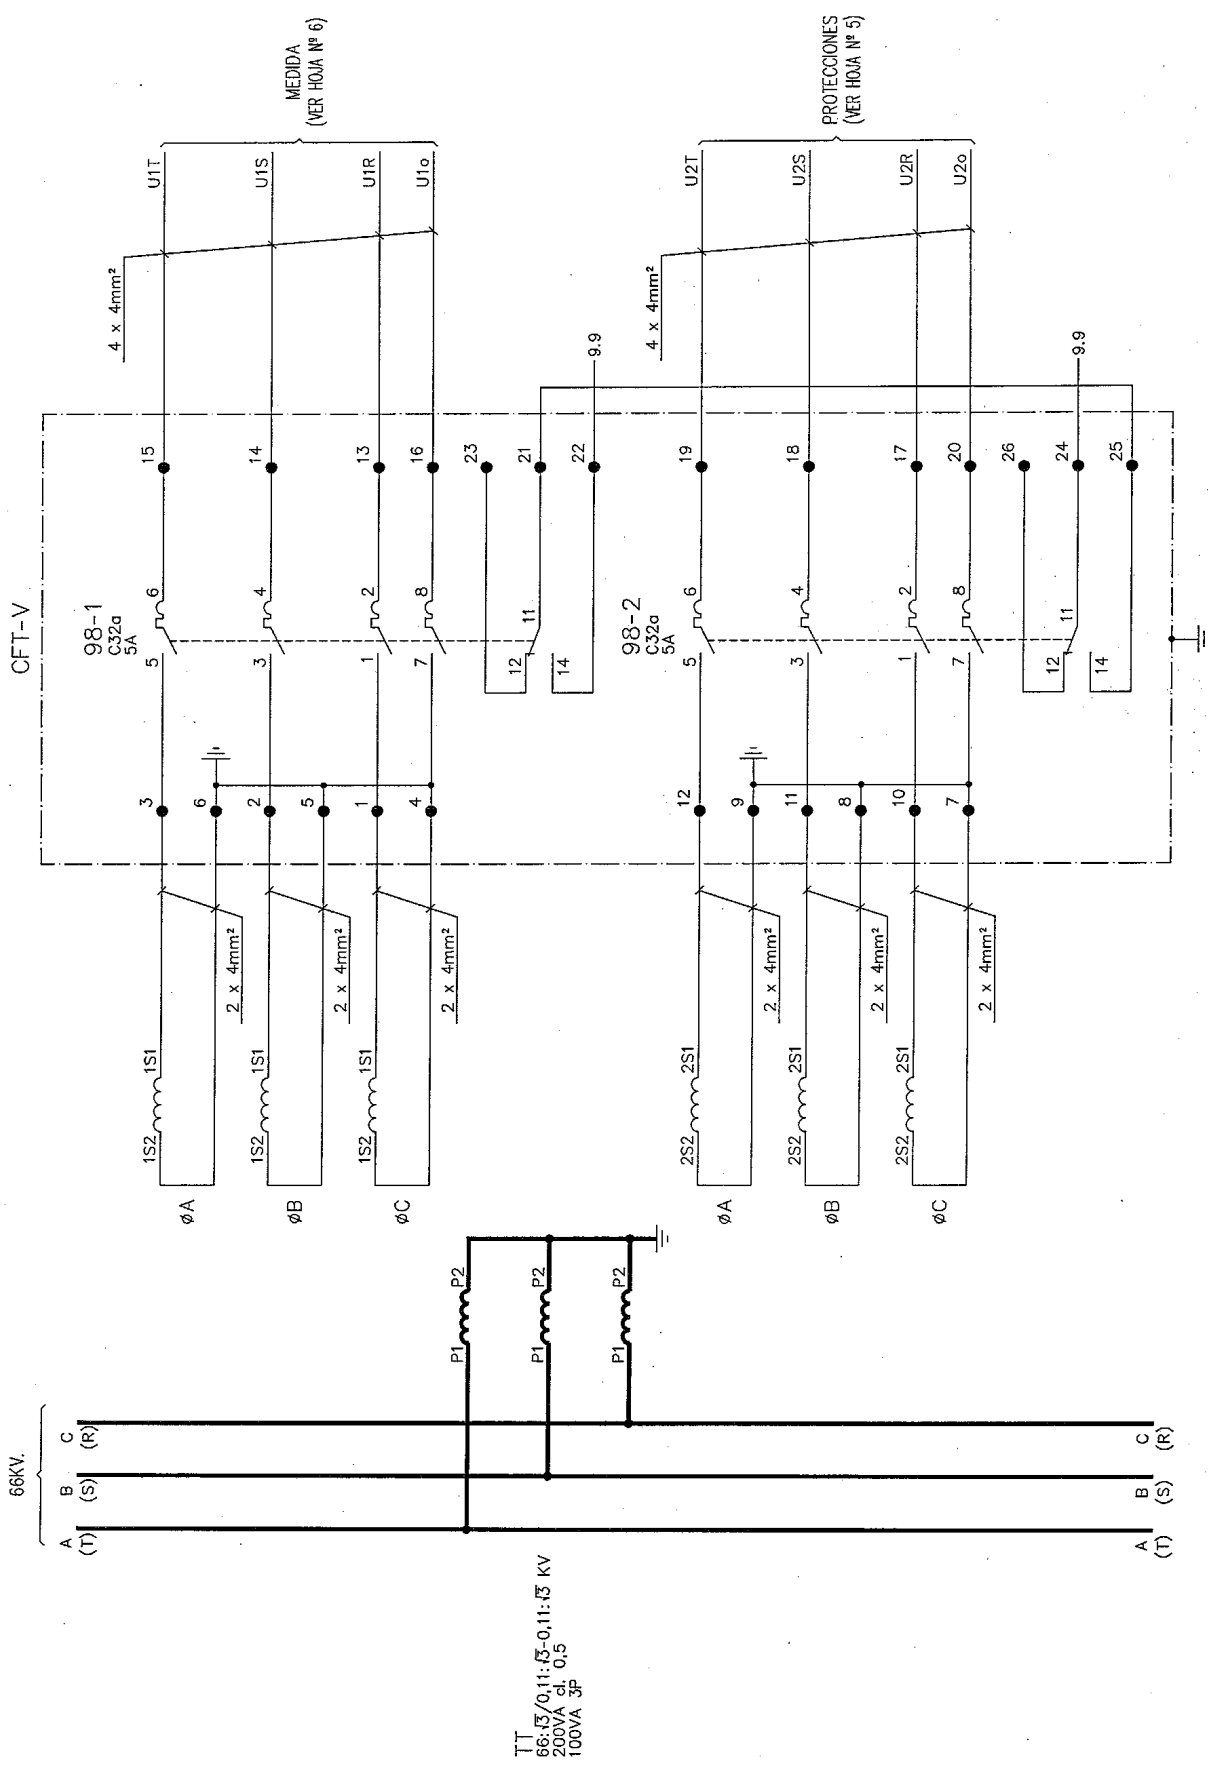 CFT-V
MEDIDA
(VER HOJA Nº 6)
U1T
U1S
U1R
U1o
4 x 4mm²
15
14
13
16
23
21
22
9.9
98-1
C32a
5A
6
4
2
8
5
3
1
7
11
12
14
3
6
2
5
1
4
2 x 4mm²
2 x 4mm²
2 x 4mm²
1S1
1S2
1S1
1S2
1S1
1S2
øA
øB
øC
PROTECCIONES
(VER HOJA Nº 5)
U2T
U2S
U2R
U2o
4 x 4mm²
19
18
17
20
26
24
25
9.9
98-2
C32a
5A
6
4
2
8
5
3
1
7
11
12
14
12
9
11
8
10
7
2 x 4mm²
2 x 4mm²
2 x 4mm²
2S1
2S2
2S1
2S2
2S1
2S2
øA
øB
øC
P1
P2
P1
P2
P1
P2
66KV.
C
(R)
B
(S)
A
(T)
C
(R)
B
(S)
A
(T)
TT
66:√3/0,11:√3-0,11:√3 KV
200VA cl. 0,5
100VA 3P